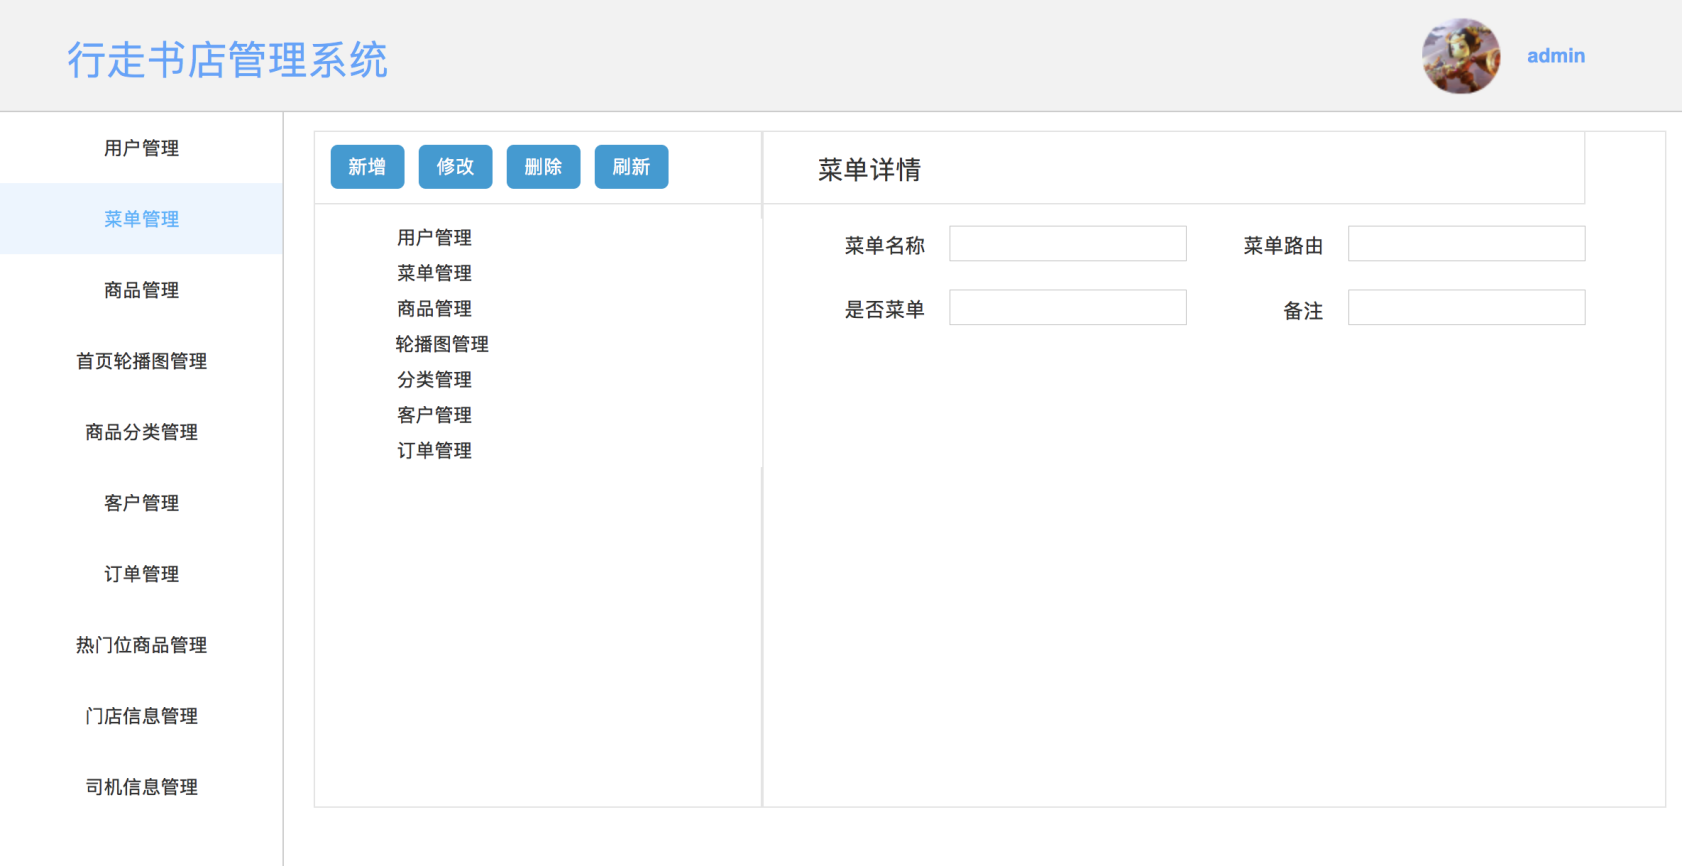 行走书店管理系统
admin
用户管理
菜单管理
商品管理
首页轮播图管理
商品分类管理
客户管理
订单管理
热门位商品管理
门店信息管理
司机信息管理
新增 修改 删除 刷新
用户管理
菜单管理
商品管理
轮播图管理
分类管理
客户管理
订单管理
菜单详情
菜单名称 菜单路由
是否菜单 备注